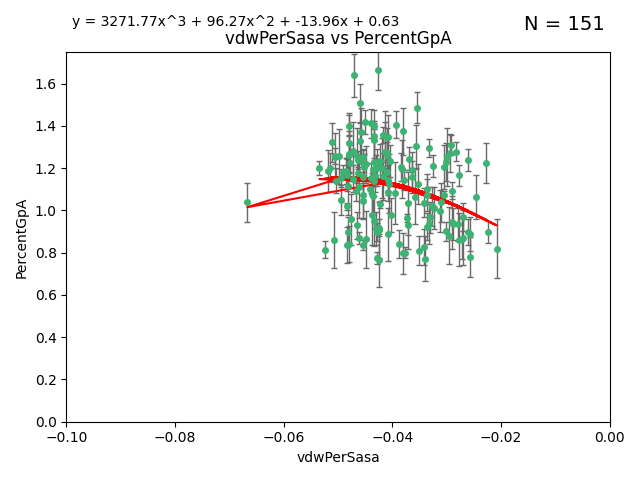 y = 3271.77x^3 + 96.27x^2 + -13.96x + 0.63
N = 151
vdwPerSasa vs PercentGpA
PercentGpA
1.6
1.4
1.2
1.0
0.8
0.6
0.4
0.2
0.0
−0.10 −0.08 −0.06 −0.04 −0.02 0.00
vdwPerSasa